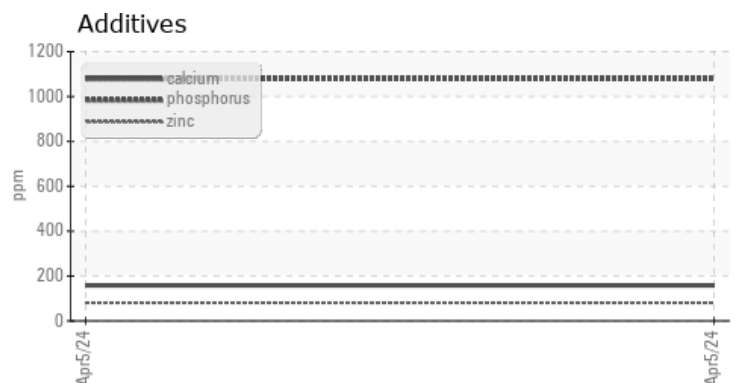 Additives
1200
1000
800
600
400
200
0
ppm
calcium
phosphorus
zinc
Apr5/24
Apr5/24